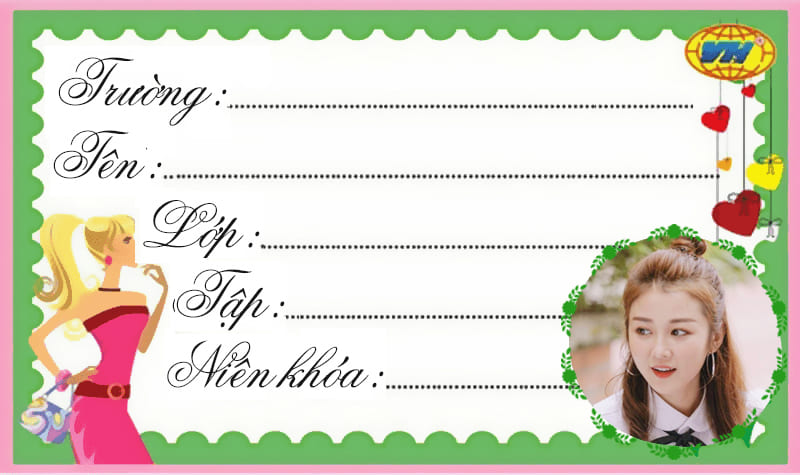 VH
Trường :
Tên :
Lớp :
Tập :
Niên khóa :